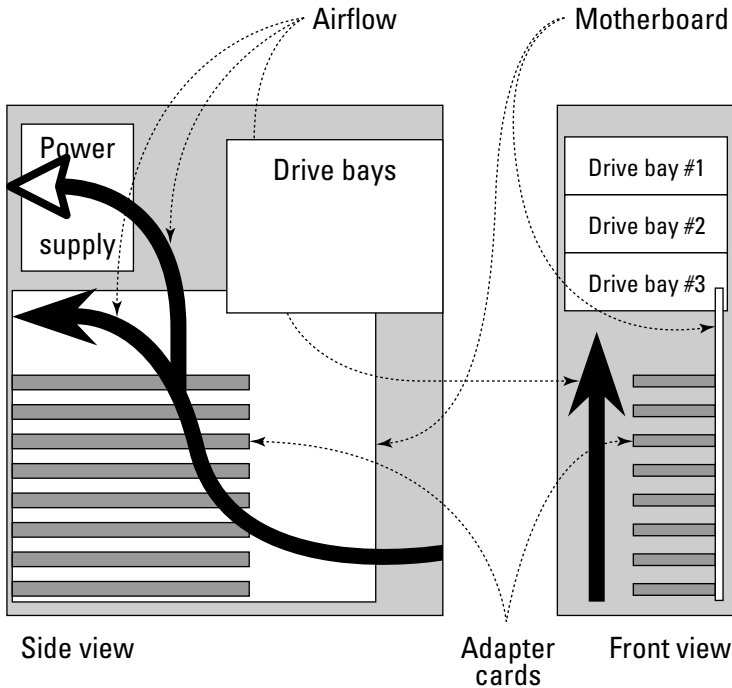 Airflow
Motherboard
Power
supply
Drive bays
Drive bay #1
Drive bay #2
Drive bay #3
Side view
Adapter
cards
Front view